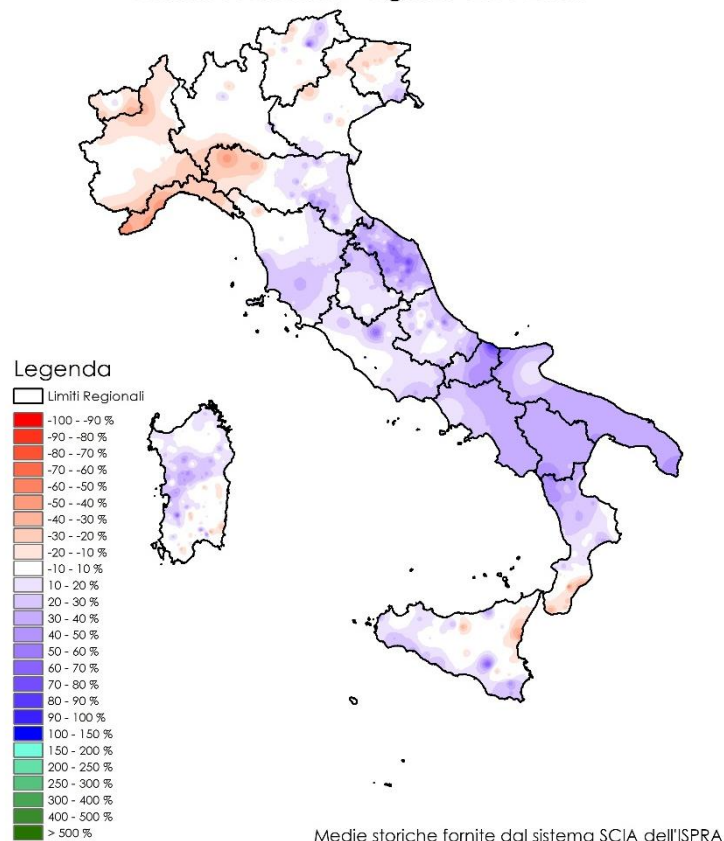 Legenda
Limiti Regionali
-100 - -90 %
-90 - -80 %
-80 - -70 %
-70 - -60 %
-60 - -50 %
-50 - -40 %
-40 - -30 %
-30 - -20 %
-20 - -10 %
-10 - 10 %
10 - 20 %
20 - 30 %
30 - 40 %
40 - 50 %
50 - 60 %
60 - 70 %
70 - 80 %
80 - 90 %
90 - 100 %
100 - 150 %
150 - 200 %
200 - 250 %
250 - 300 %
300 - 400 %
400 - 500 %
> 500 %
Medie storiche fornite dal sistema SCIA dell'ISPRA